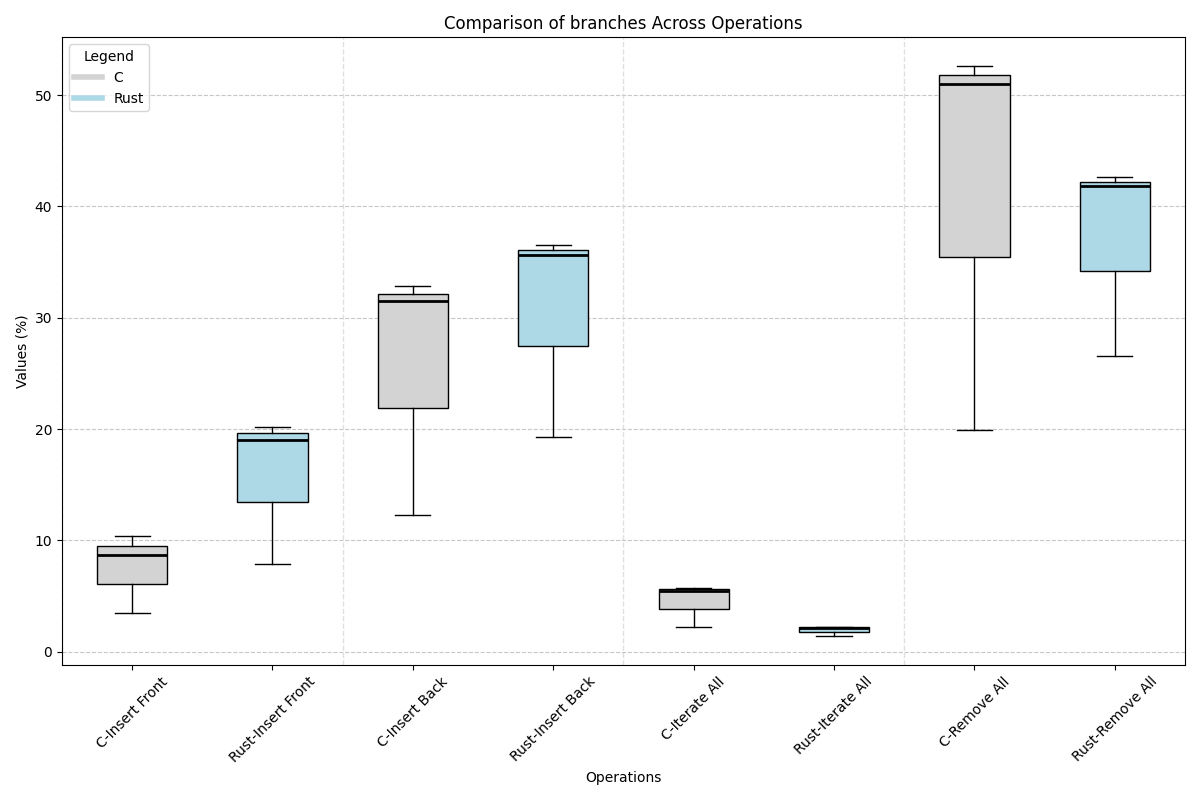 Comparison of branches Across Operations
Legend
C
Rust
Values (%)
50
40
30
20
10
0
C-Insert Front
Rust-Insert Front
C-Insert Back
Rust-Insert Back
C-Iterate All
Rust-Iterate All
C-Remove All
Rust-Remove All
Operations